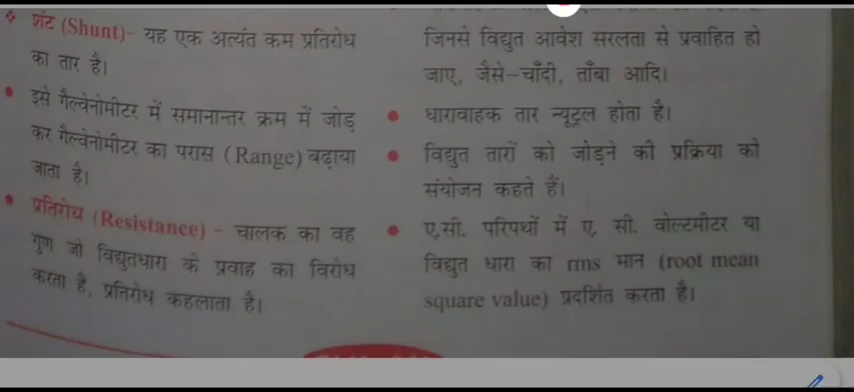 ❖ शंट (Shunt)- यह एक अत्यंत कम प्रतिरोध
का तार है।
● इसे गैल्वेनोमीटर में समानान्तर क्रम में जोड़
कर गैल्वेनोमीटर का परास (Range) बढ़ाया
जाता है।
● प्रतिरोध (Resistance) - चालक का वह
गुण जो विद्युतधारा के प्रवाह का विरोध
करता है, प्रतिरोध कहलाता है।
जिनसे विद्युत आवेश सरलता से प्रवाहित हो
जाए, जैसे-चाँदी, ताँबा आदि।
● धारावाहक तार न्यूट्रल होता है।
● विद्युत तारों को जोड़ने की प्रक्रिया को
संयोजन कहते हैं।
● ए.सी. परिपथों में ए. सी. वोल्टमीटर या
विद्युत धारा का rms मान (root mean
square value) प्रदर्शित करता है।